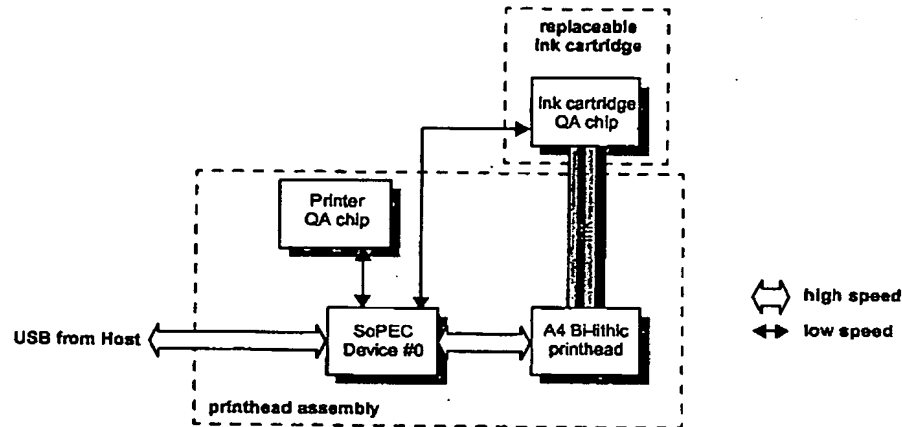 replaceable
ink cartridge
Ink cartridge
QA chip
Printer
QA chip
USB from Host
SoPEC
Device #0
A4 Bi-lithic
printhead
high speed
low speed
printhead assembly